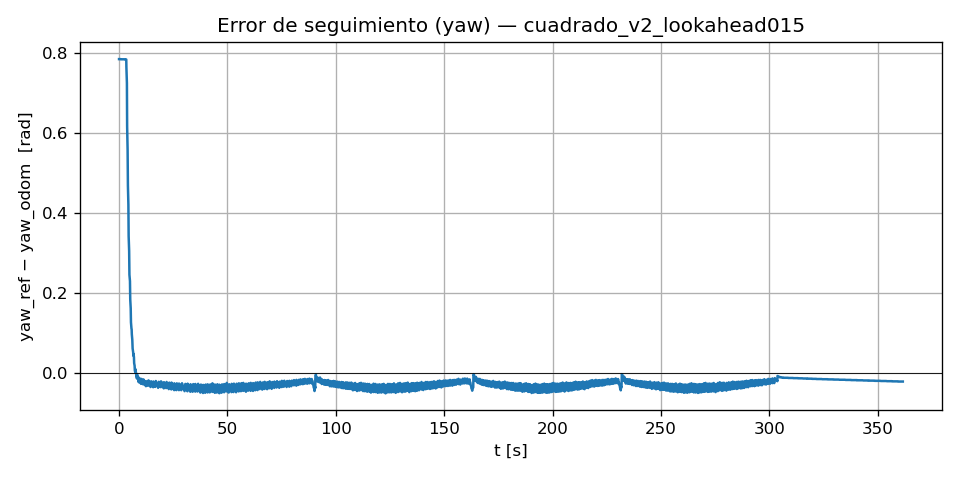 Error de seguimiento (yaw) — cuadrado_v2_lookahead015
yaw_ref − yaw_odom [rad]
0.8
0.6
0.4
0.2
0.0
0 50 100 150 200 250 300 350
t [s]